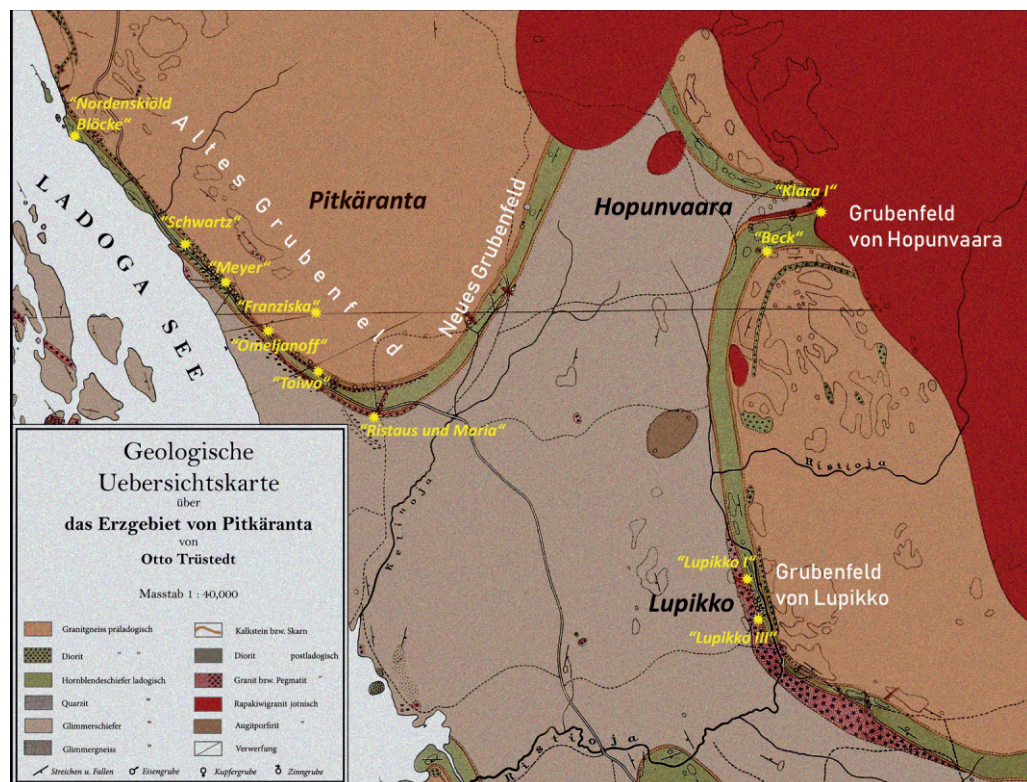 "Nordenskiöld
Blöcke"
Altes Grubenfeld
Pitkäranta
Hopunvaara
"Klara I"
Grubenfeld
von Hopunvaara
"Beck"
LADOGA SEE
"Schwartz"
"Meyer"
"Franziska"
"Omeljanoff"
"Toiwo"
"Ristaus und Maria"
Neues Grubenfeld
Ristioja
Kelinoja
"Lupikko I"
Grubenfeld
von Lupikko
Lupikko
"Lupikko III"
Ristioja
Geologische
Uebersichtskarte
über
das Erzgebiet von Pitkäranta
von
Otto Trüstedt
Masstab 1 : 40,000
Granitgneiss präladogisch
Diorit " "
Hornblendeschiefer ladogisch
Quarzit "
Glimmerschiefer "
Glimmergneiss "
Kalkstein bzw. Skarn
Diorit postladogisch
Granit bzw. Pegmatit "
Rapakiwigranit jotnisch
Augitporfirit "
Verwerfung
Streichen u. Fallen ♂ Eisengrube ♀ Kupfergrube ♁ Zinngrube